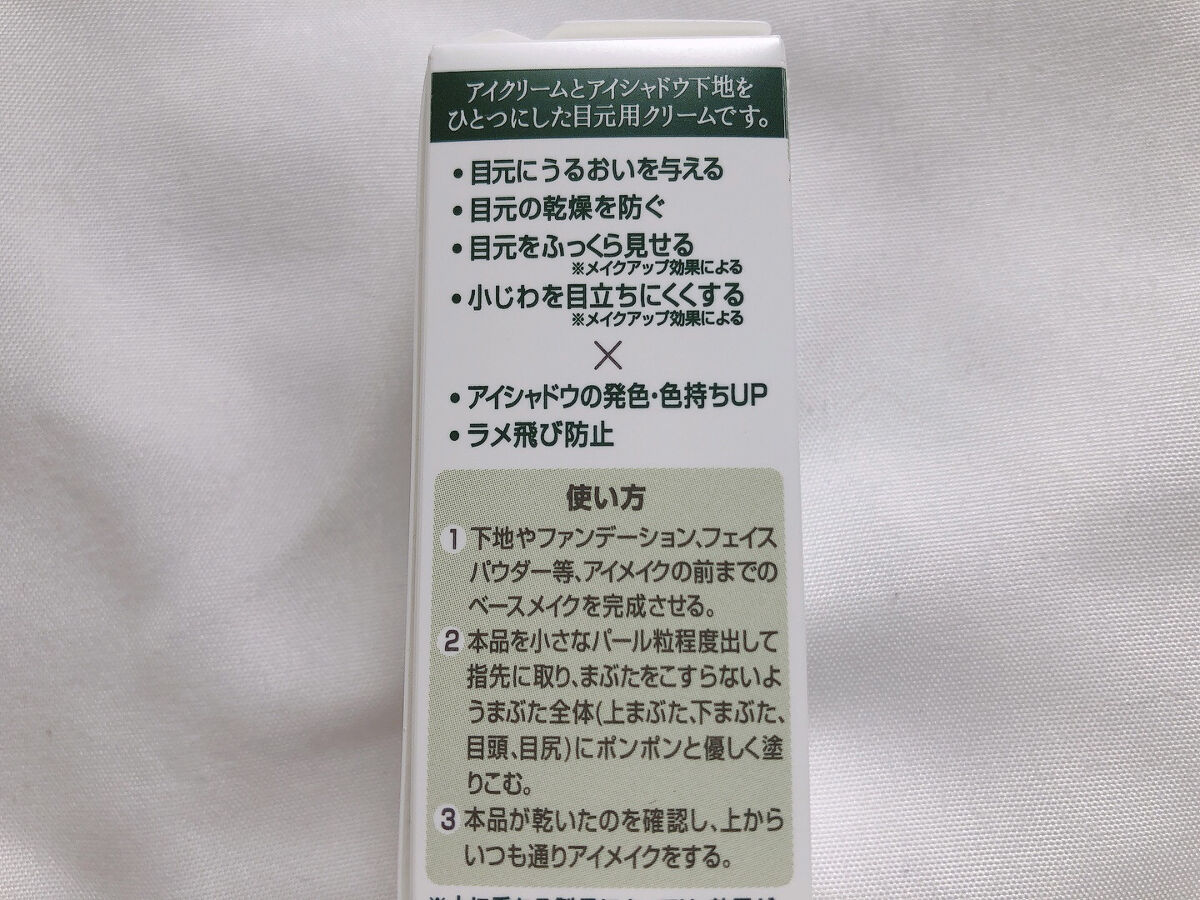 アイクリームとアイシャドウ下地を
ひとつにした目元用クリームです。
・目元にうるおいを与える
・目元の乾燥を防ぐ
・目元をふっくら見せる
※メイクアップ効果による
・小じわを目立ちにくくする
※メイクアップ効果による
×
・アイシャドウの発色・色持ちUP
・ラメ飛び防止
使い方
1 下地やファンデーション、フェイス
パウダー等、アイメイクの前までの
ベースメイクを完成させる。
2 本品を小さなパール粒程度出して
指先に取り、まぶたをこすらないよ
うまぶた全体(上まぶた、下まぶた、
目頭、目尻)にポンポンと優しく塗
りこむ。
3 本品が乾いたのを確認し、上から
いつも通りアイメイクをする。